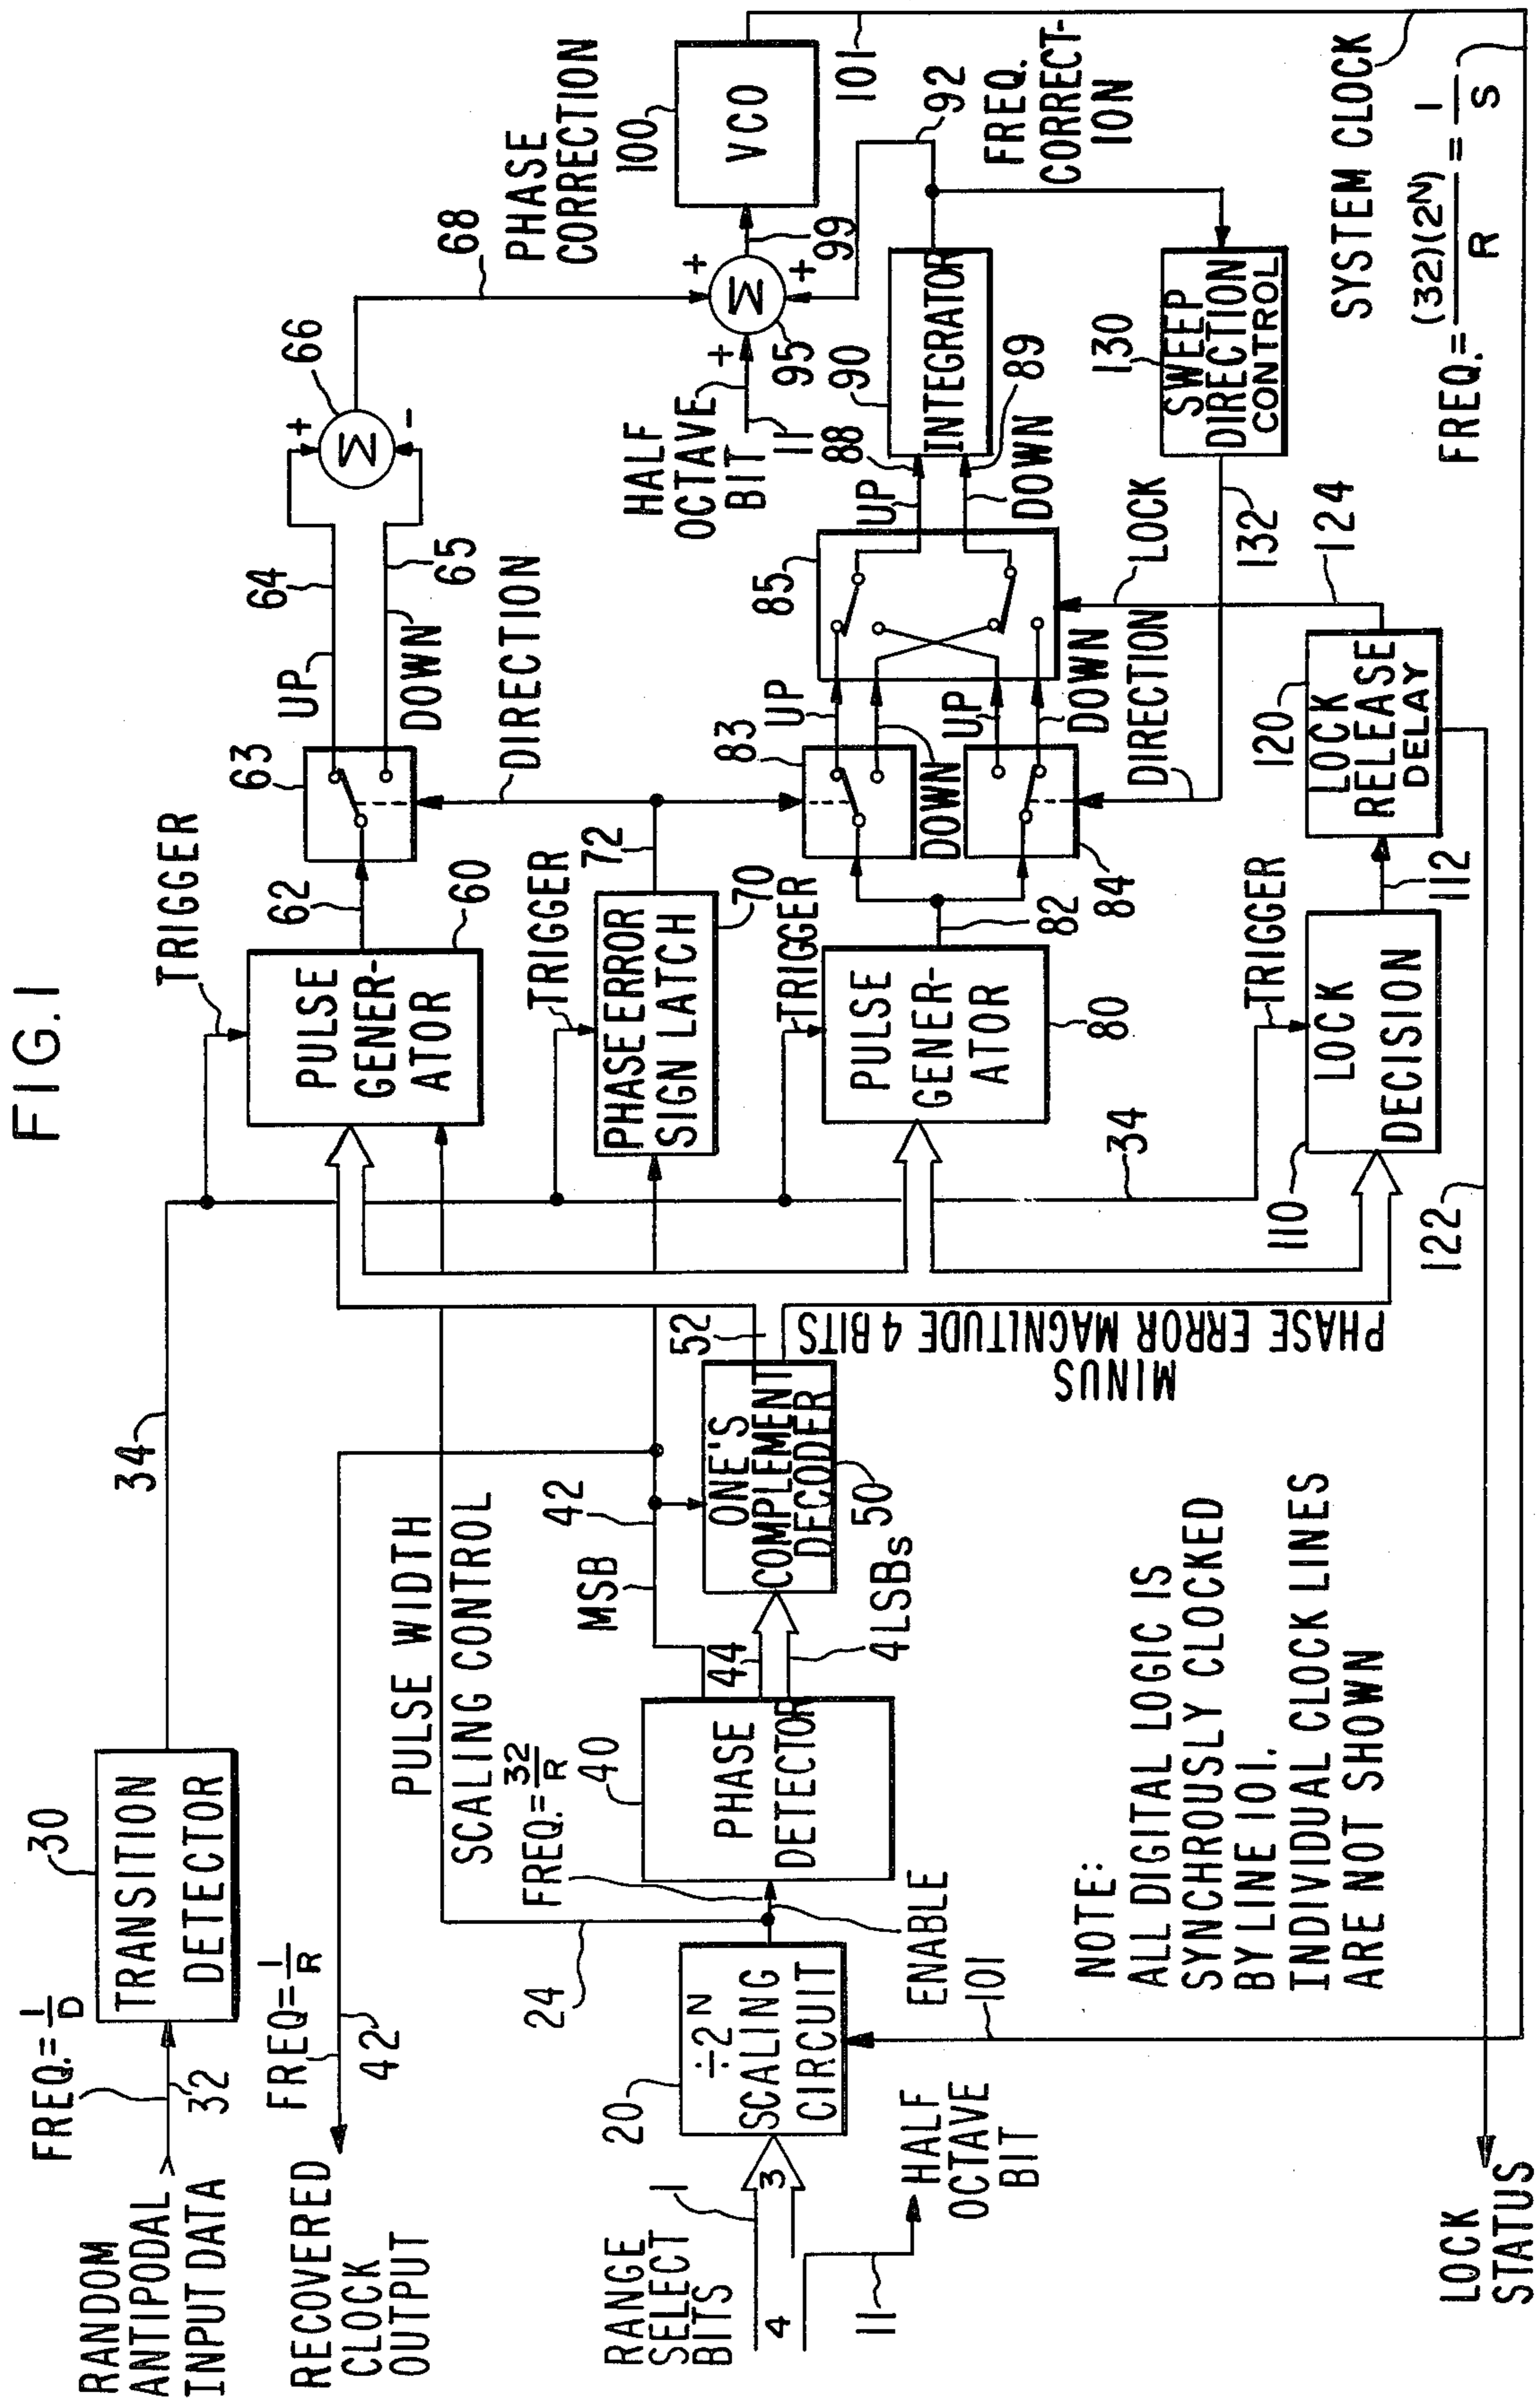 FIG. 1
RANDOM
ANTIPODAL
INPUT DATA
FREQ. = 1/D
32
30
TRANSITION
DETECTOR
34
TRIGGER
RECOVERED
CLOCK
OUTPUT
FREQ = 1/R
42
PULSE WIDTH
SCALING CONTROL
24
FREQ. = 32/R
RANGE
SELECT
BITS
4
1
3
11
HALF
OCTAVE
BIT
20
÷2^N
SCALING
CIRCUIT
101
ENABLE
40
PHASE
DETECTOR
MSB
42
44
4 LSBs
ONE'S
COMPLEMENT
DECODER
50
52
MINUS
PHASE ERROR MAGNITUDE 4 BITS
PULSE
GENER-
ATOR
60
62
63
UP
64
DOWN
65
+
-
Σ
66
68
PHASE
CORRECTION
TRIGGER
PHASE ERROR
SIGN LATCH
70
72
DIRECTION
TRIGGER
PULSE
GENER-
ATOR
80
82
83
84
UP
DOWN
UP
DOWN
85
UP
88
DOWN
89
90
INTEGRATOR
92
FREQ.
CORRECT-
ION
HALF
OCTAVE
BIT
11
+
+
+
Σ
95
99
100
VCO
101
34
TRIGGER
110
LOCK
DECISION
112
120
LOCK
RELEASE
DELAY
124
LOCK
DIRECTION
132
130
SWEEP
DIRECTION
CONTROL
SYSTEM CLOCK
FREQ. = (32)(2^N)/R = 1/S
122
LOCK
STATUS
NOTE:
ALL DIGITAL LOGIC IS
SYNCHROUSLY CLOCKED
BY LINE 101.
INDIVIDUAL CLOCK LINES
ARE NOT SHOWN